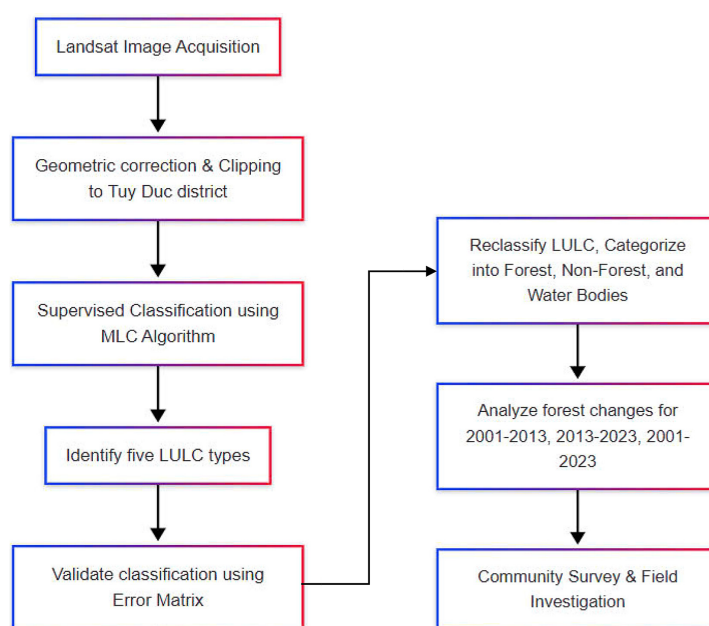 Landsat Image Acquisition
Geometric correction & Clipping
to Tuy Duc district
Supervised Classification using
MLC Algorithm
Identify five LULC types
Validate classification using
Error Matrix
Reclassify LULC, Categorize
into Forest, Non-Forest, and
Water Bodies
Analyze forest changes for
2001-2013, 2013-2023, 2001-
2023
Community Survey & Field
Investigation